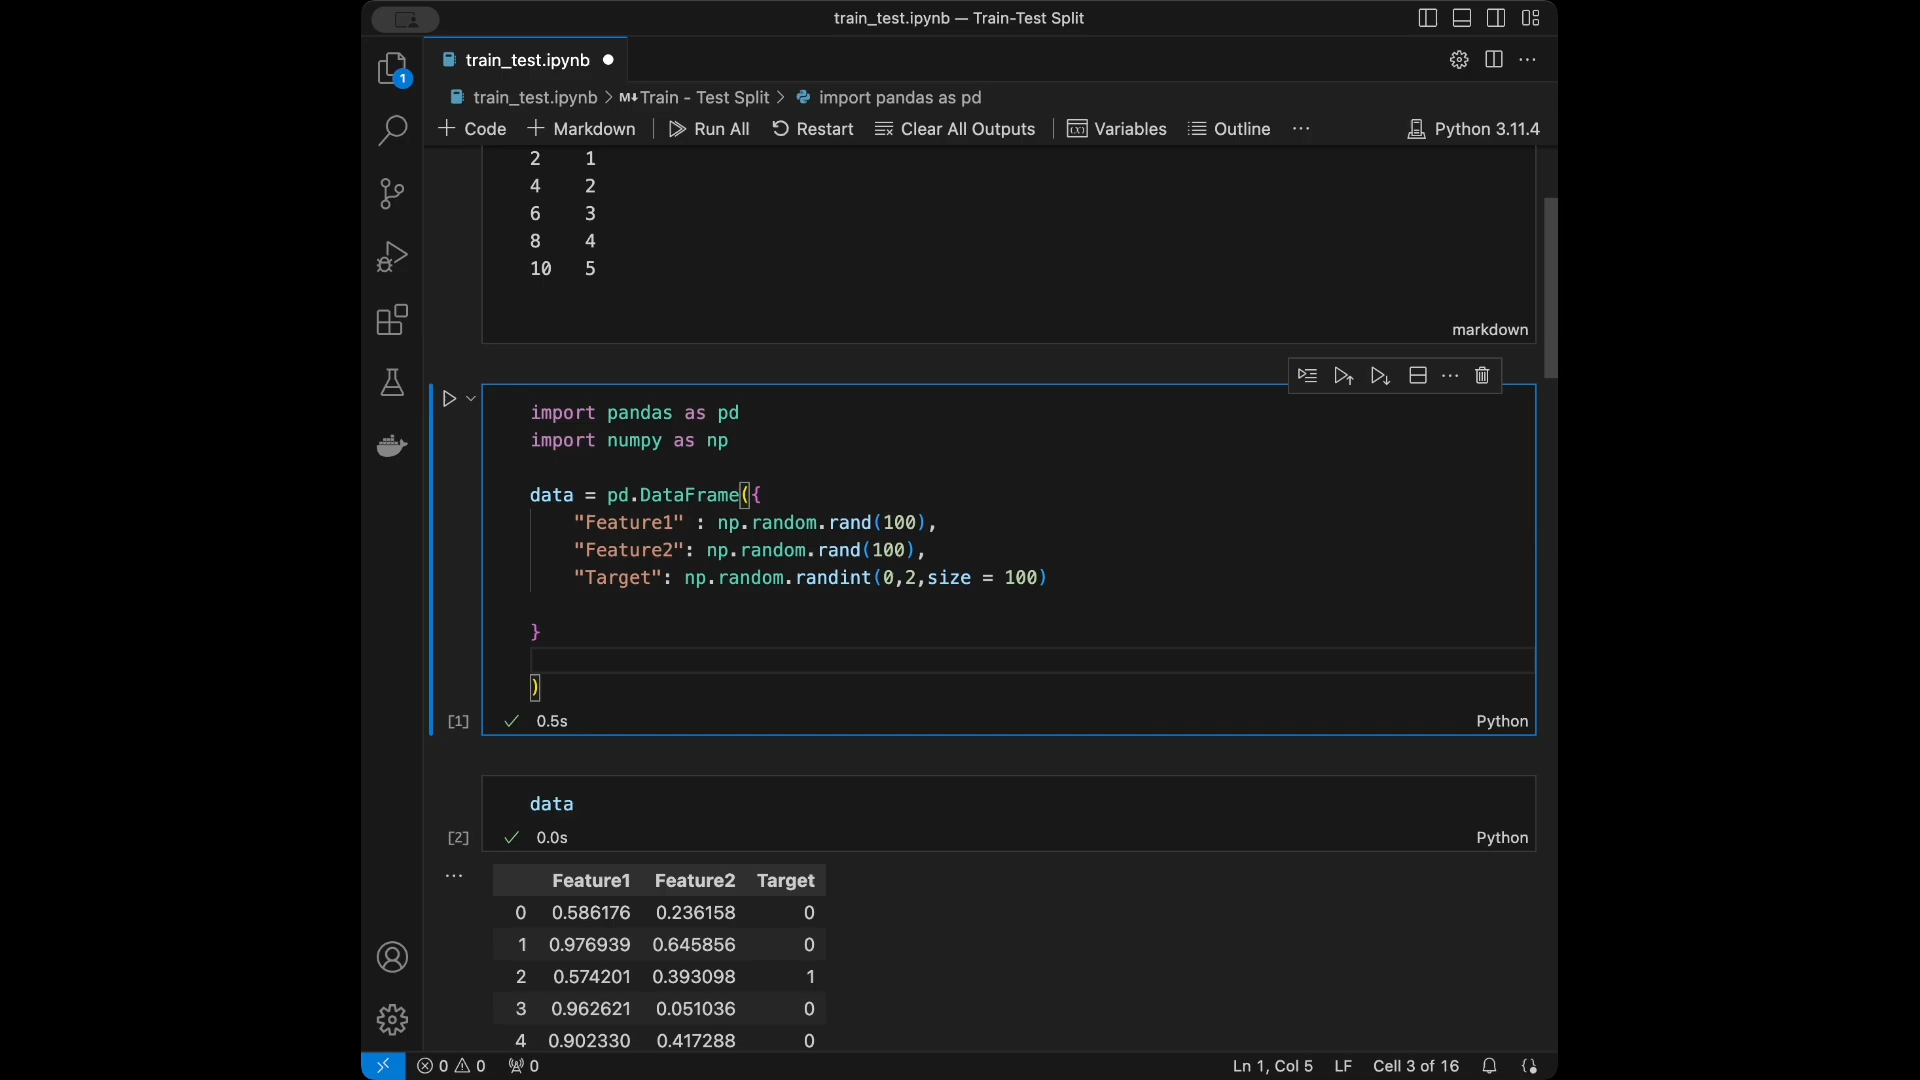 train_test.ipynb — Train-Test Split
1
train_test.ipynb
train_test.ipynb > M↓Train - Test Split > import pandas as pd
+ Code + Markdown Run All Restart Clear All Outputs (x) Variables Outline ··· Python 3.11.4
2 1
4 2
6 3
8 4
10 5
markdown
import pandas as pd
import numpy as np
data = pd.DataFrame({
"Feature1" : np.random.rand(100),
"Feature2": np.random.rand(100),
"Target": np.random.randint(0,2,size = 100)
}
)
[1] ✓ 0.5s Python
data
[2] ✓ 0.0s Python
Feature1 Feature2 Target
0 0.586176 0.236158 0
1 0.976939 0.645856 0
2 0.574201 0.393098 1
3 0.962621 0.051036 0
4 0.902330 0.417288 0
0 0 0 Ln 1, Col 5 LF Cell 3 of 16